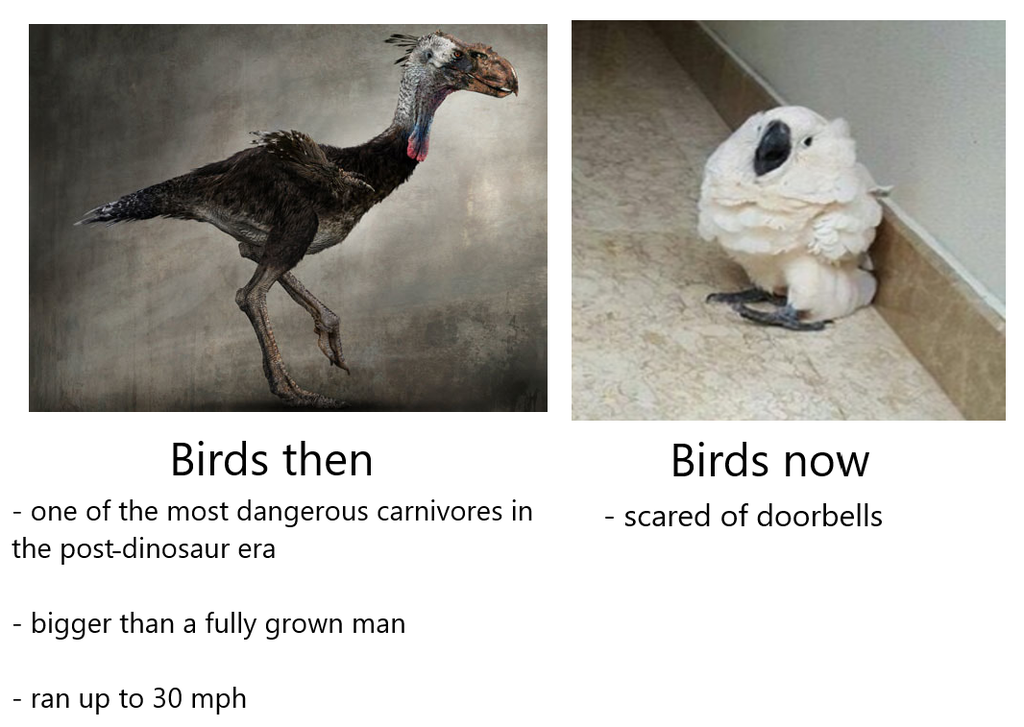 Birds then
- one of the most dangerous carnivores in
the post-dinosaur era
- bigger than a fully grown man
- ran up to 30 mph
Birds now
- scared of doorbells